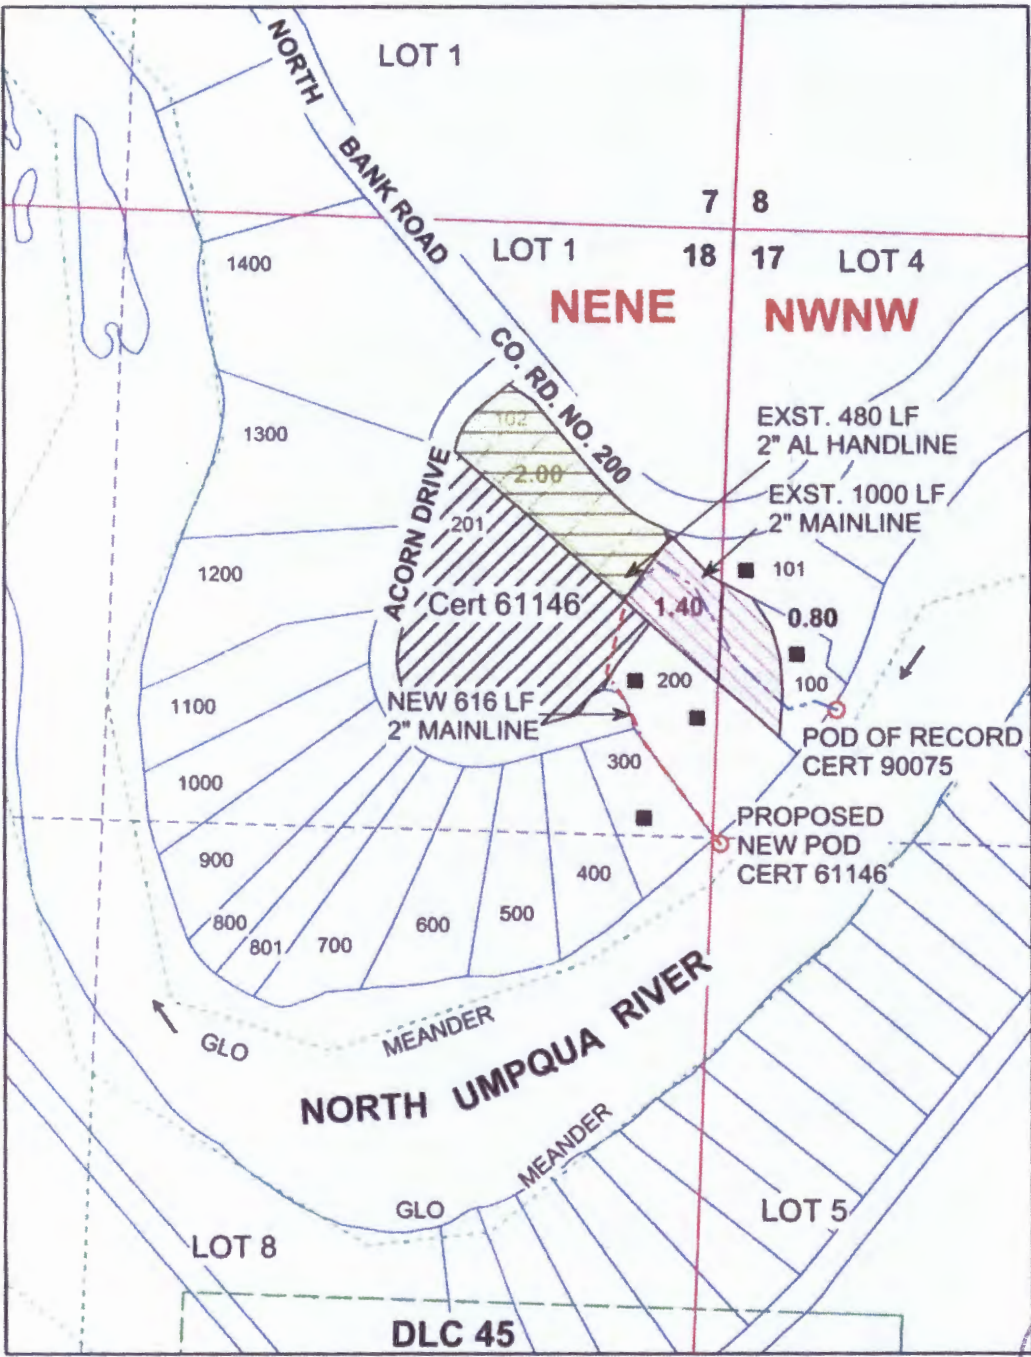 LOT 1
NORTH
BANK ROAD
7 8
1400
LOT 1
18 17
LOT 4
NENE
NWNW
CO. RD. NO. 200
EXST. 480 LF
2" AL HANDLINE
102
1300
2.00
EXST. 1000 LF
2" MAINLINE
ACORN DRIVE
201
1200
101
Cert 61146
1.40
0.80
200
100
NEW 616 LF
2" MAINLINE
1100
POD OF RECORD
CERT 90075
300
1000
PROPOSED
NEW POD
CERT 61146
900
400
800
500
600
700
801
NORTH UMPQUA RIVER
MEANDER
GLO
MEANDER
GLO
LOT 5
LOT 8
DLC 45